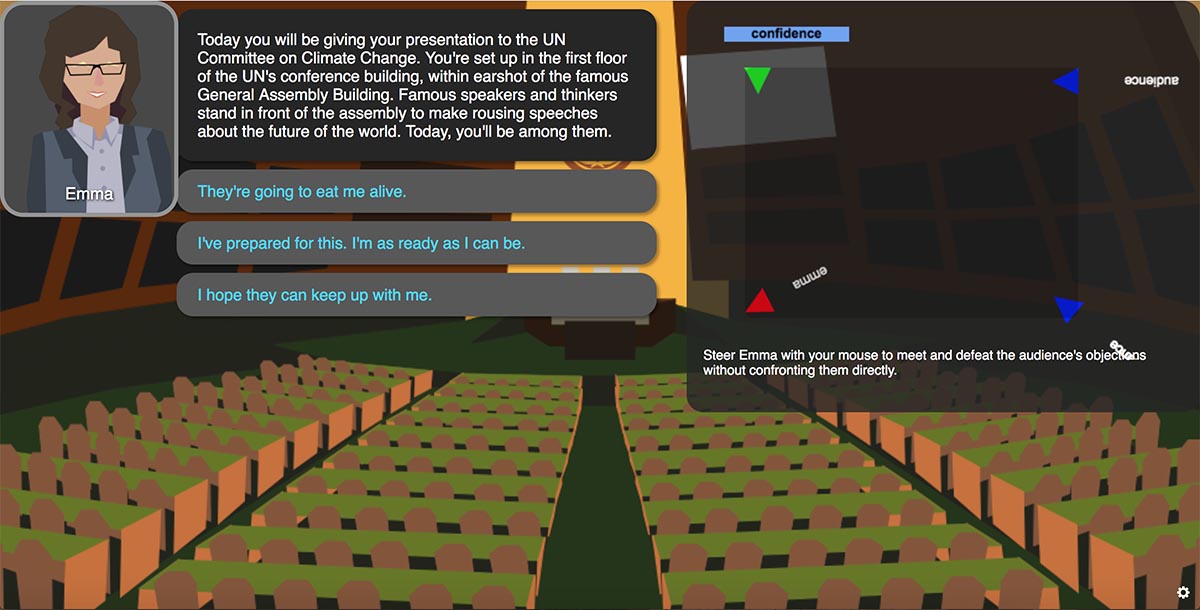 Emma
Today you will be giving your presentation to the UN
Committee on Climate Change. You're set up in the first floor
of the UN's conference building, within earshot of the famous
General Assembly Building. Famous speakers and thinkers
stand in front of the assembly to make rousing speeches
about the future of the world. Today, you'll be among them.
They're going to eat me alive.
I've prepared for this. I'm as ready as I can be.
I hope they can keep up with me.
confidence
audience
emma
Steer Emma with your mouse to meet and defeat the audience's objections
without confronting them directly.